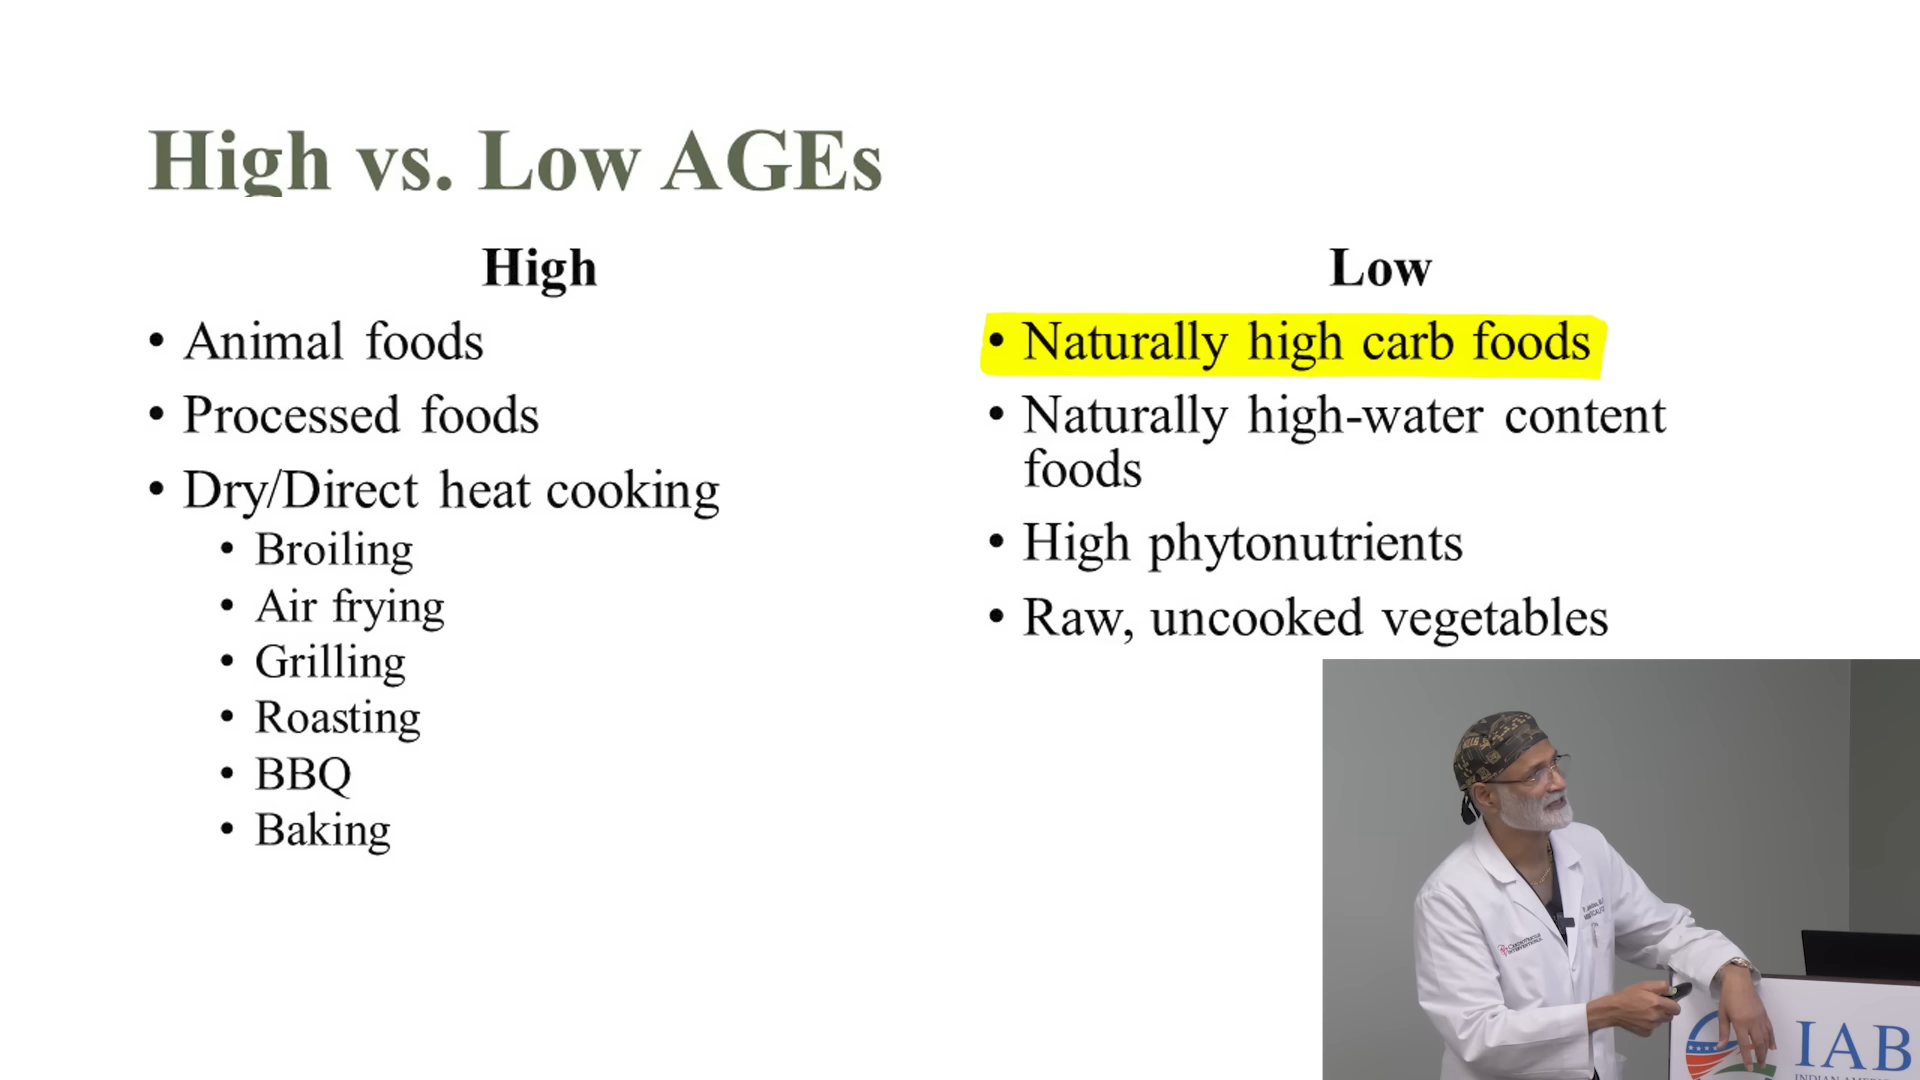 High vs. Low AGEs
High
• Animal foods
• Processed foods
• Dry/Direct heat cooking
• Broiling
• Air frying
• Grilling
• Roasting
• BBQ
• Baking
Low
• Naturally high carb foods
• Naturally high-water content
foods
• High phytonutrients
• Raw, uncooked vegetables
IAB